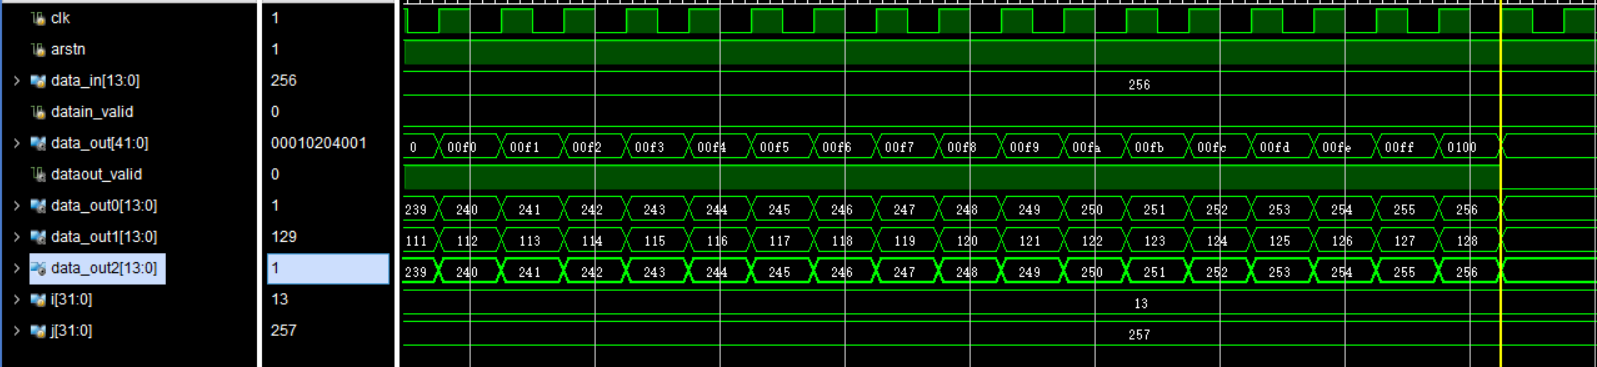 clk 1
arstn 1
data_in[13:0] 256 256
datain_valid 0
data_out[41:0] 00010204001 0 00f0 00f1 00f2 00f3 00f4 00f5 00f6 00f7 00f8 00f9 00fa 00fb 00fc 00fd 00fe 00ff 0100
dataout_valid 0
data_out0[13:0] 1 239 240 241 242 243 244 245 246 247 248 249 250 251 252 253 254 255 256
data_out1[13:0] 129 111 112 113 114 115 116 117 118 119 120 121 122 123 124 125 126 127 128
data_out2[13:0] 1 239 240 241 242 243 244 245 246 247 248 249 250 251 252 253 254 255 256
i[31:0] 13 13
j[31:0] 257 257